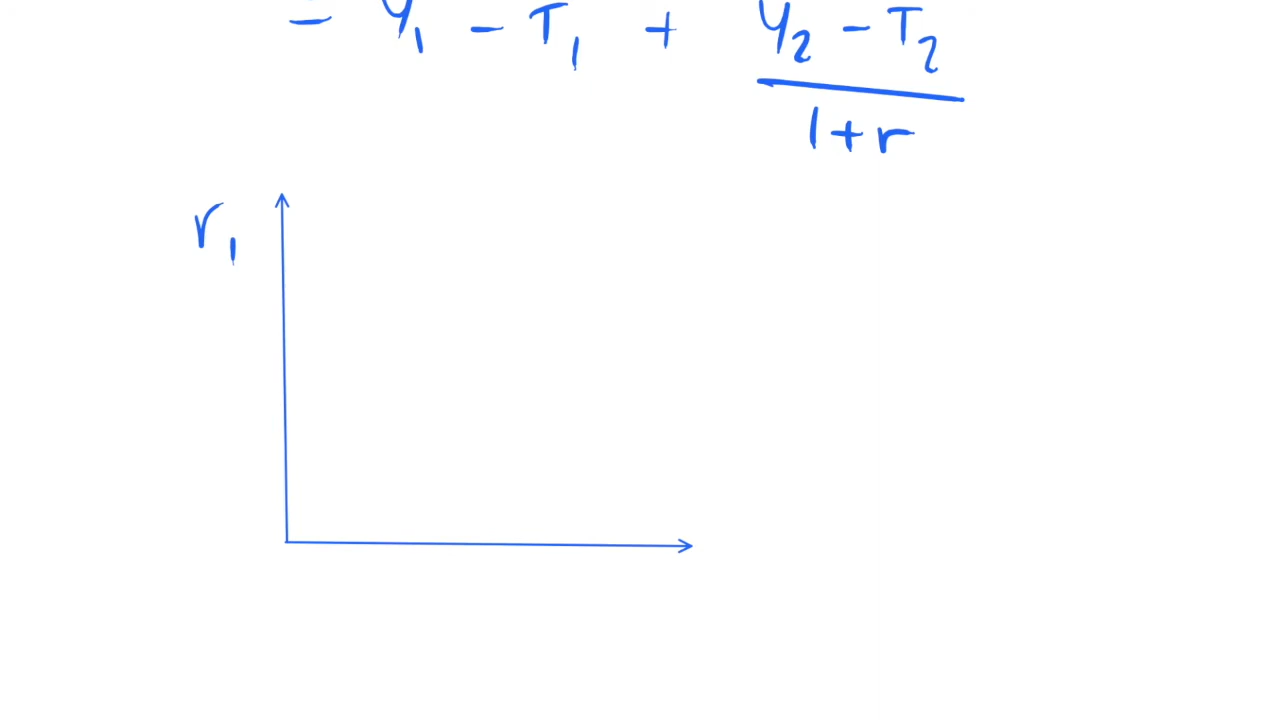 = y₁ - T₁ + y₂ - T₂
1 + r
r₁